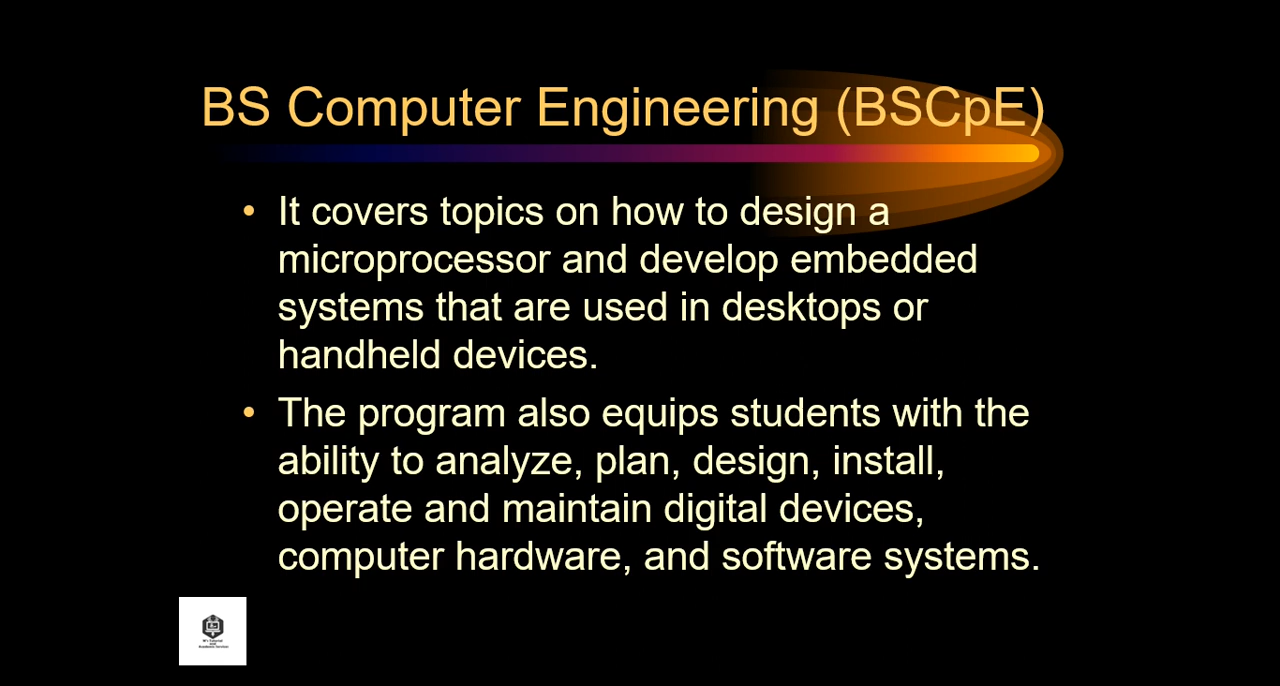 BS Computer Engineering (BSCpE)
• It covers topics on how to design a
microprocessor and develop embedded
systems that are used in desktops or
handheld devices.
• The program also equips students with the
ability to analyze, plan, design, install,
operate and maintain digital devices,
computer hardware, and software systems.